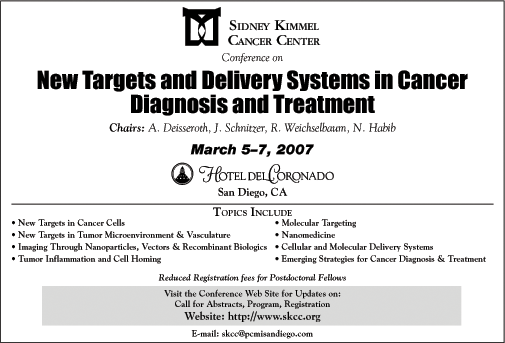 SIDNEY KIMMEL
CANCER CENTER
Conference on
New Targets and Delivery Systems in Cancer
Diagnosis and Treatment
Chairs: A. Deisseroth, J. Schnitzer, R. Weichselbaum, N. Habib
March 5–7, 2007
HOTEL DEL CORONADO
San Diego, CA
TOPICS INCLUDE
• New Targets in Cancer Cells
• New Targets in Tumor Microenvironment & Vasculature
• Imaging Through Nanoparticles, Vectors & Recombinant Biologics
• Tumor Inflammation and Cell Homing
• Molecular Targeting
• Nanomedicine
• Cellular and Molecular Delivery Systems
• Emerging Strategies for Cancer Diagnosis & Treatment
Reduced Registration fees for Postdoctoral Fellows
Visit the Conference Web Site for Updates on:
Call for Abstracts, Program, Registration
Website: http://www.skcc.org
E-mail: skcc@pcmisandiego.com